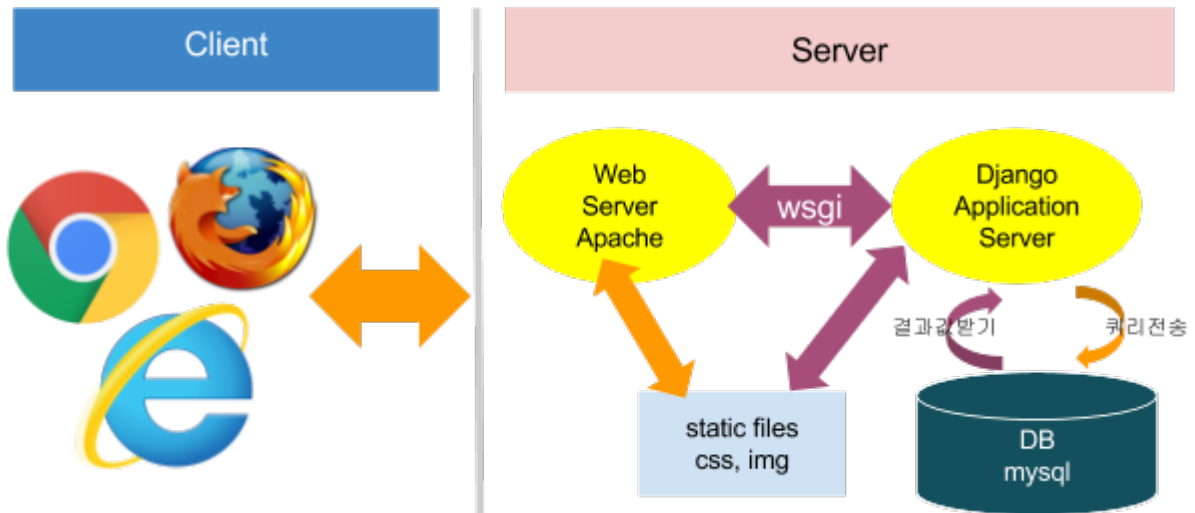 Client
Server
Web
Server
Apache
wsgi
Django
Application
Server
결과값받기
쿼리전송
static files
css, img
DB
mysql